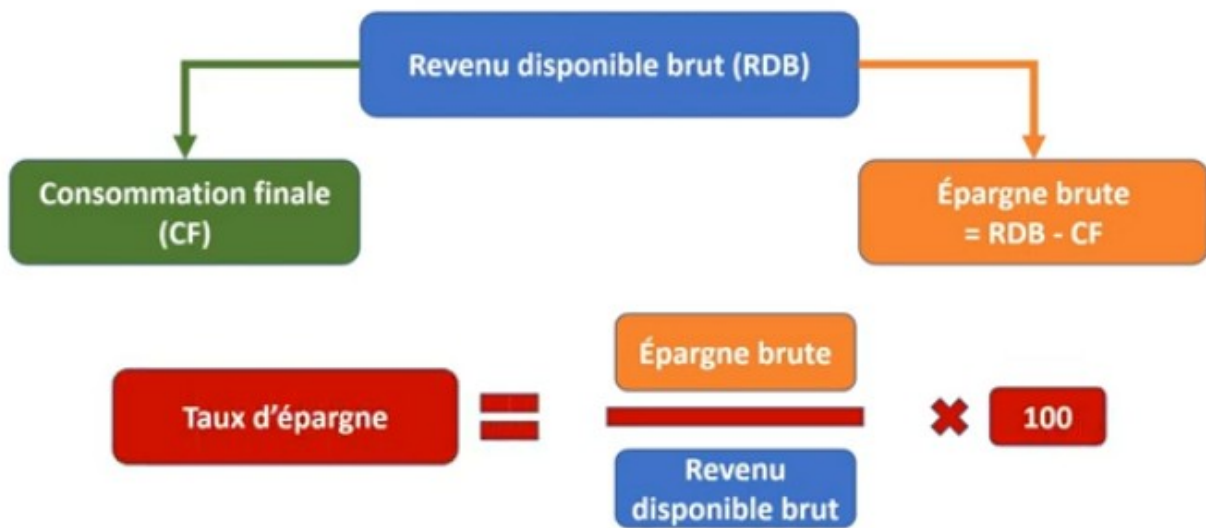 Revenu disponible brut (RDB)
Consommation finale
(CF)
Épargne brute
= RDB - CF
Taux d’épargne
=
Épargne brute
Revenu
disponible brut
✖
100